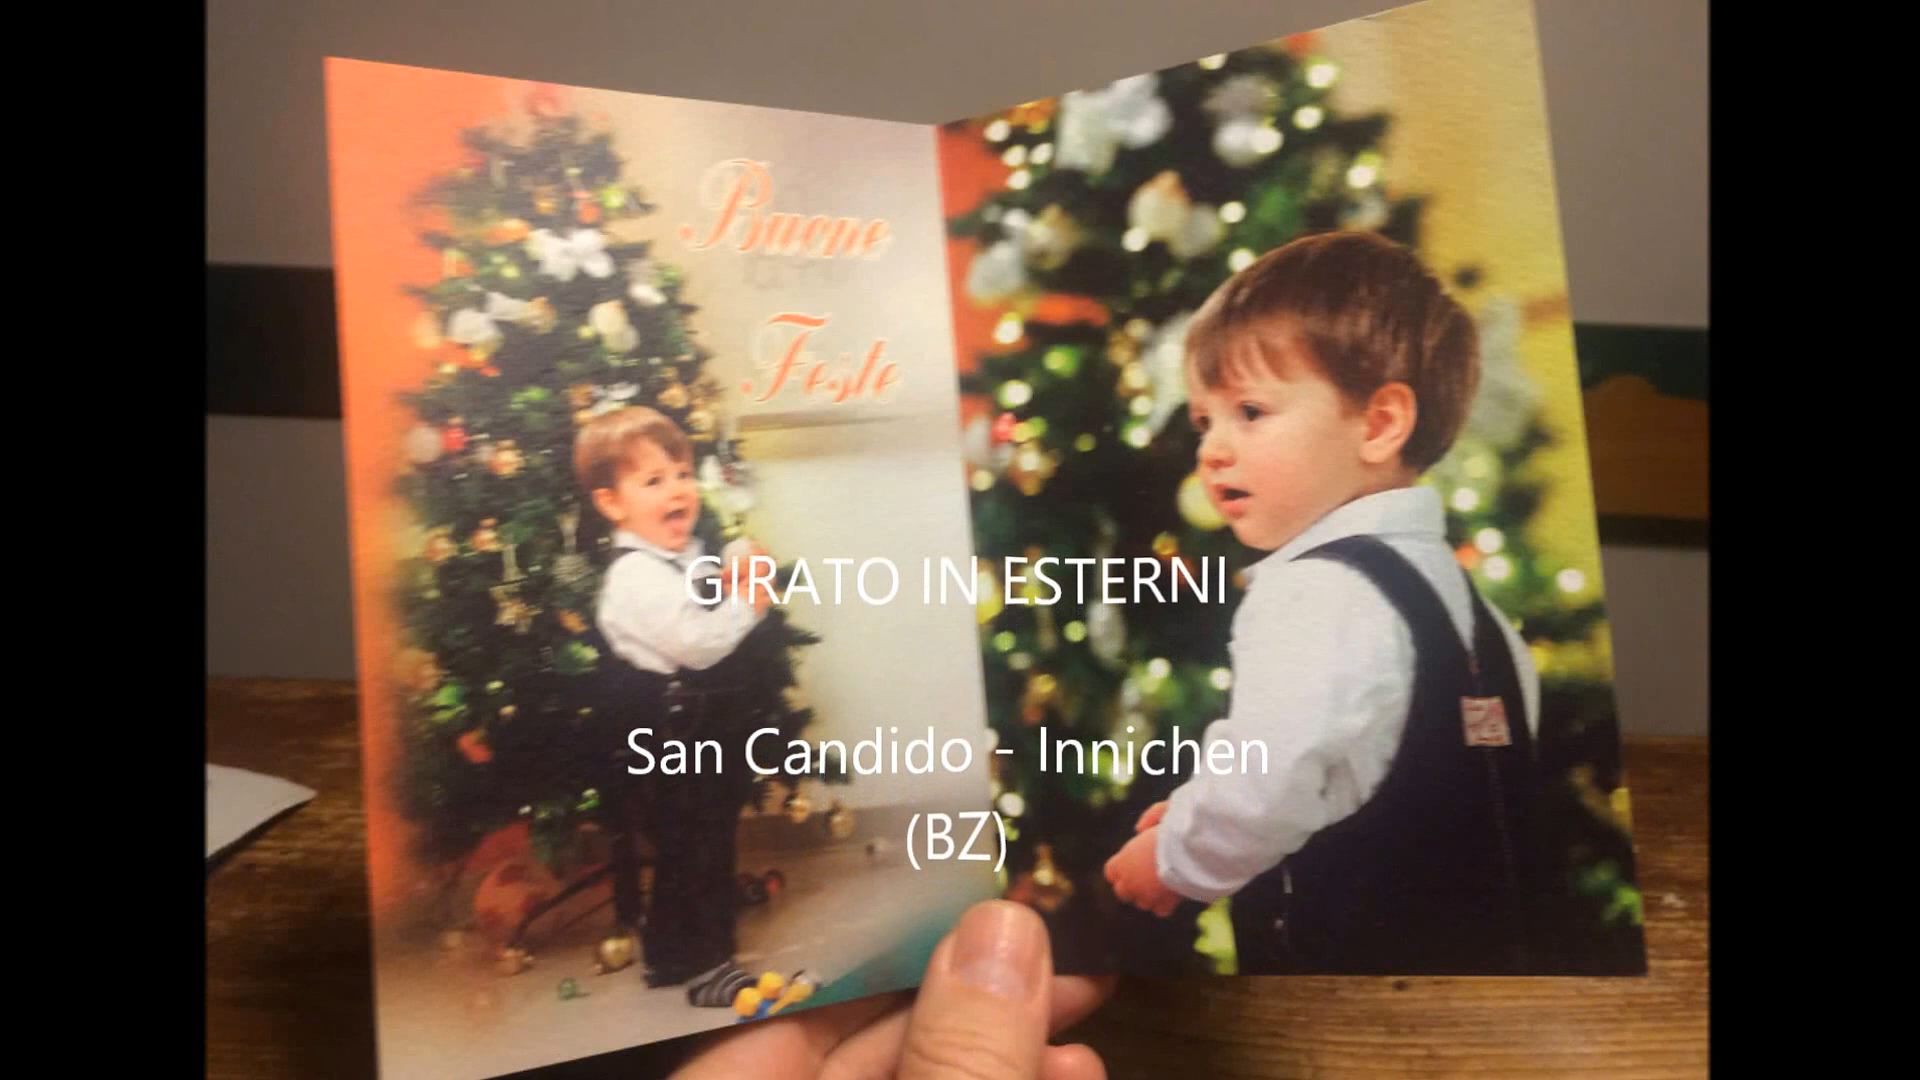 Buone
Feste
GIRATO IN ESTERNI
San Candido - Innichen
(BZ)